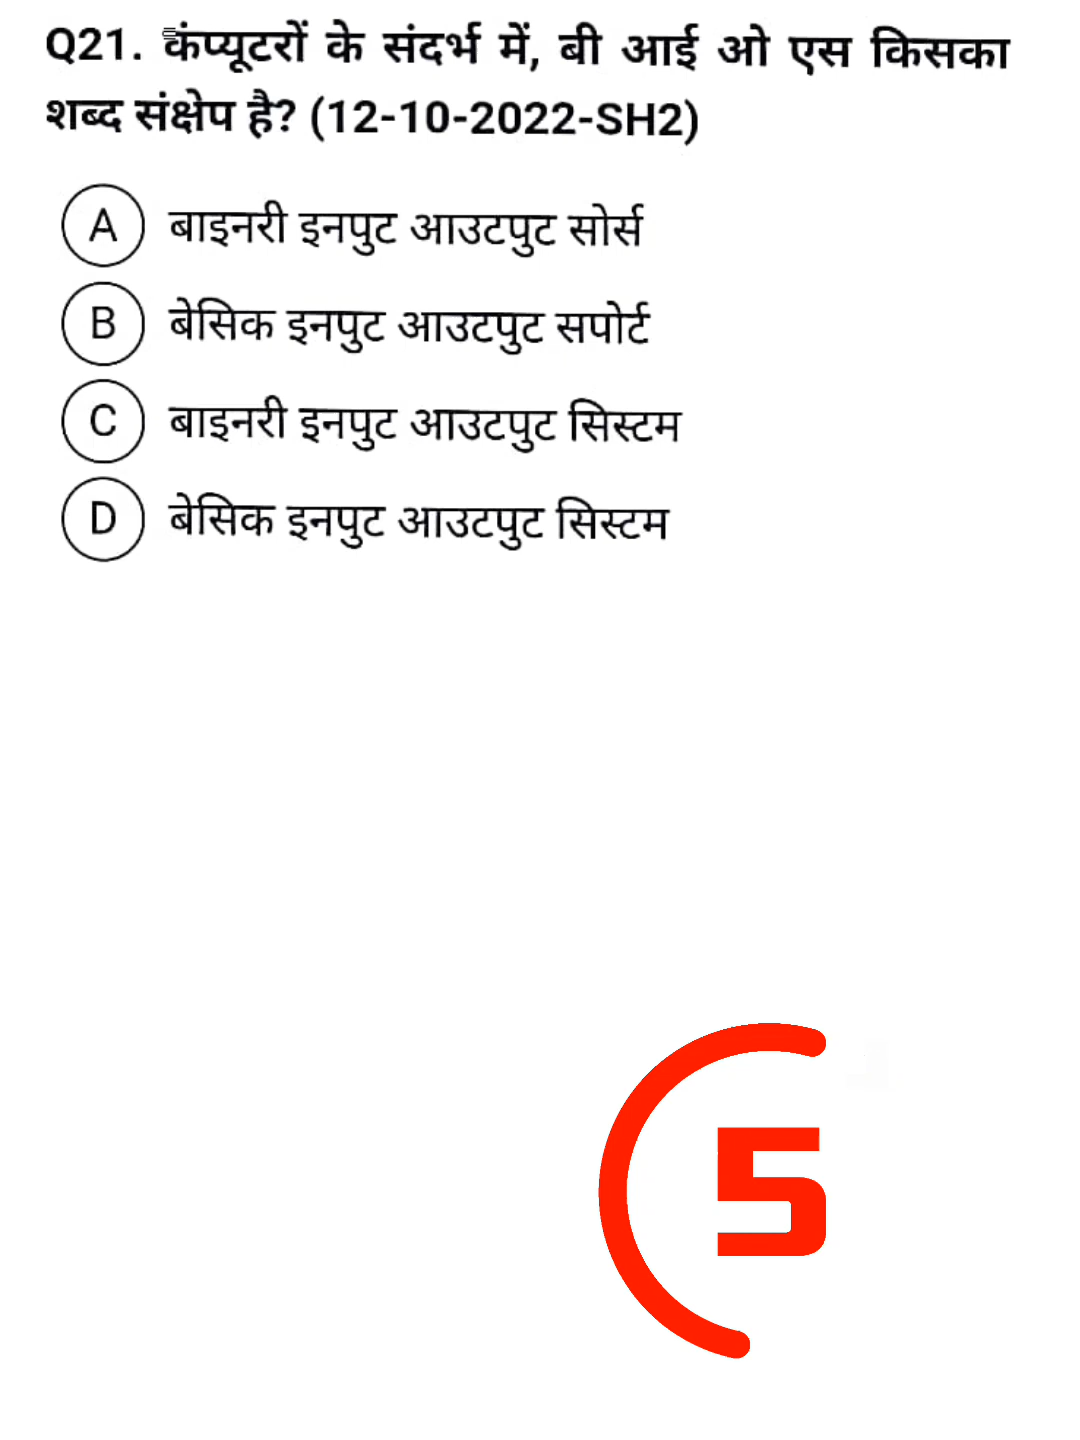 Q21. कंप्यूटरों के संदर्भ में, बी आई ओ एस किसका
शब्द संक्षेप है? (12-10-2022-SH2)
A बाइनरी इनपुट आउटपुट सोर्स
B बेसिक इनपुट आउटपुट सपोर्ट
C बाइनरी इनपुट आउटपुट सिस्टम
D बेसिक इनपुट आउटपुट सिस्टम
5